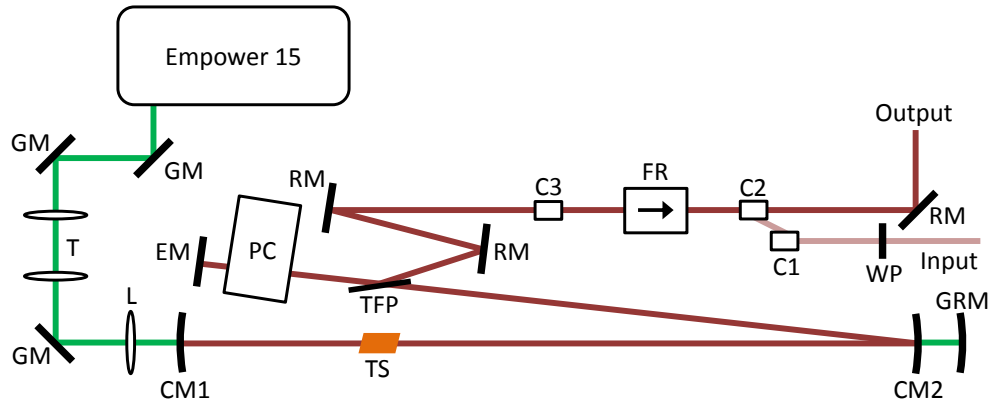 Empower 15
Output
GM
GM
RM
C3
FR
C2
RM
T
EM
PC
RM
C1
WP
Input
TFP
L
GRM
GM
CM1
TS
CM2